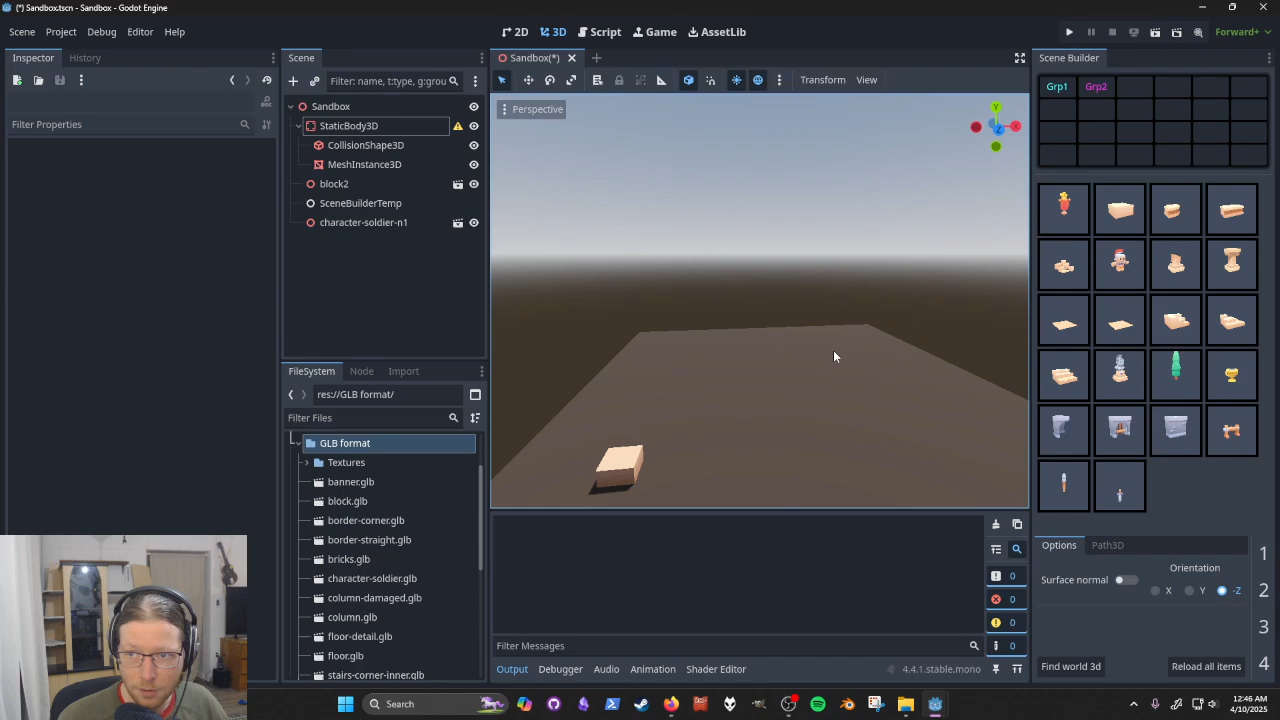 (*) Sandbox.tscn - Sandbox - Godot Engine
Scene Project Debug Editor Help
2D 3D Script Game AssetLib
Forward+
Inspector History
Filter Properties
Scene
Filter: name, t:type, g:grou
Sandbox
StaticBody3D
CollisionShape3D
MeshInstance3D
block2
SceneBuilderTemp
character-soldier-n1
FileSystem Node Import
res://GLB format/
Filter Files
GLB format
Textures
banner.glb
block.glb
border-corner.glb
border-straight.glb
bricks.glb
character-soldier.glb
column-damaged.glb
column.glb
floor-detail.glb
floor.glb
stairs-corner-inner.glb
Sandbox(*)
Transform View
Perspective
Y
X
Z
0
0
0
0
Filter Messages
Output Debugger Audio Animation Shader Editor
4.4.1.stable.mono
Scene Builder
Grp1 Grp2
Options Path3D
Orientation
Surface normal
X Y -Z
1
2
3
4
Find world 3d Reload all items
Search
12:46 AM
4/10/2025